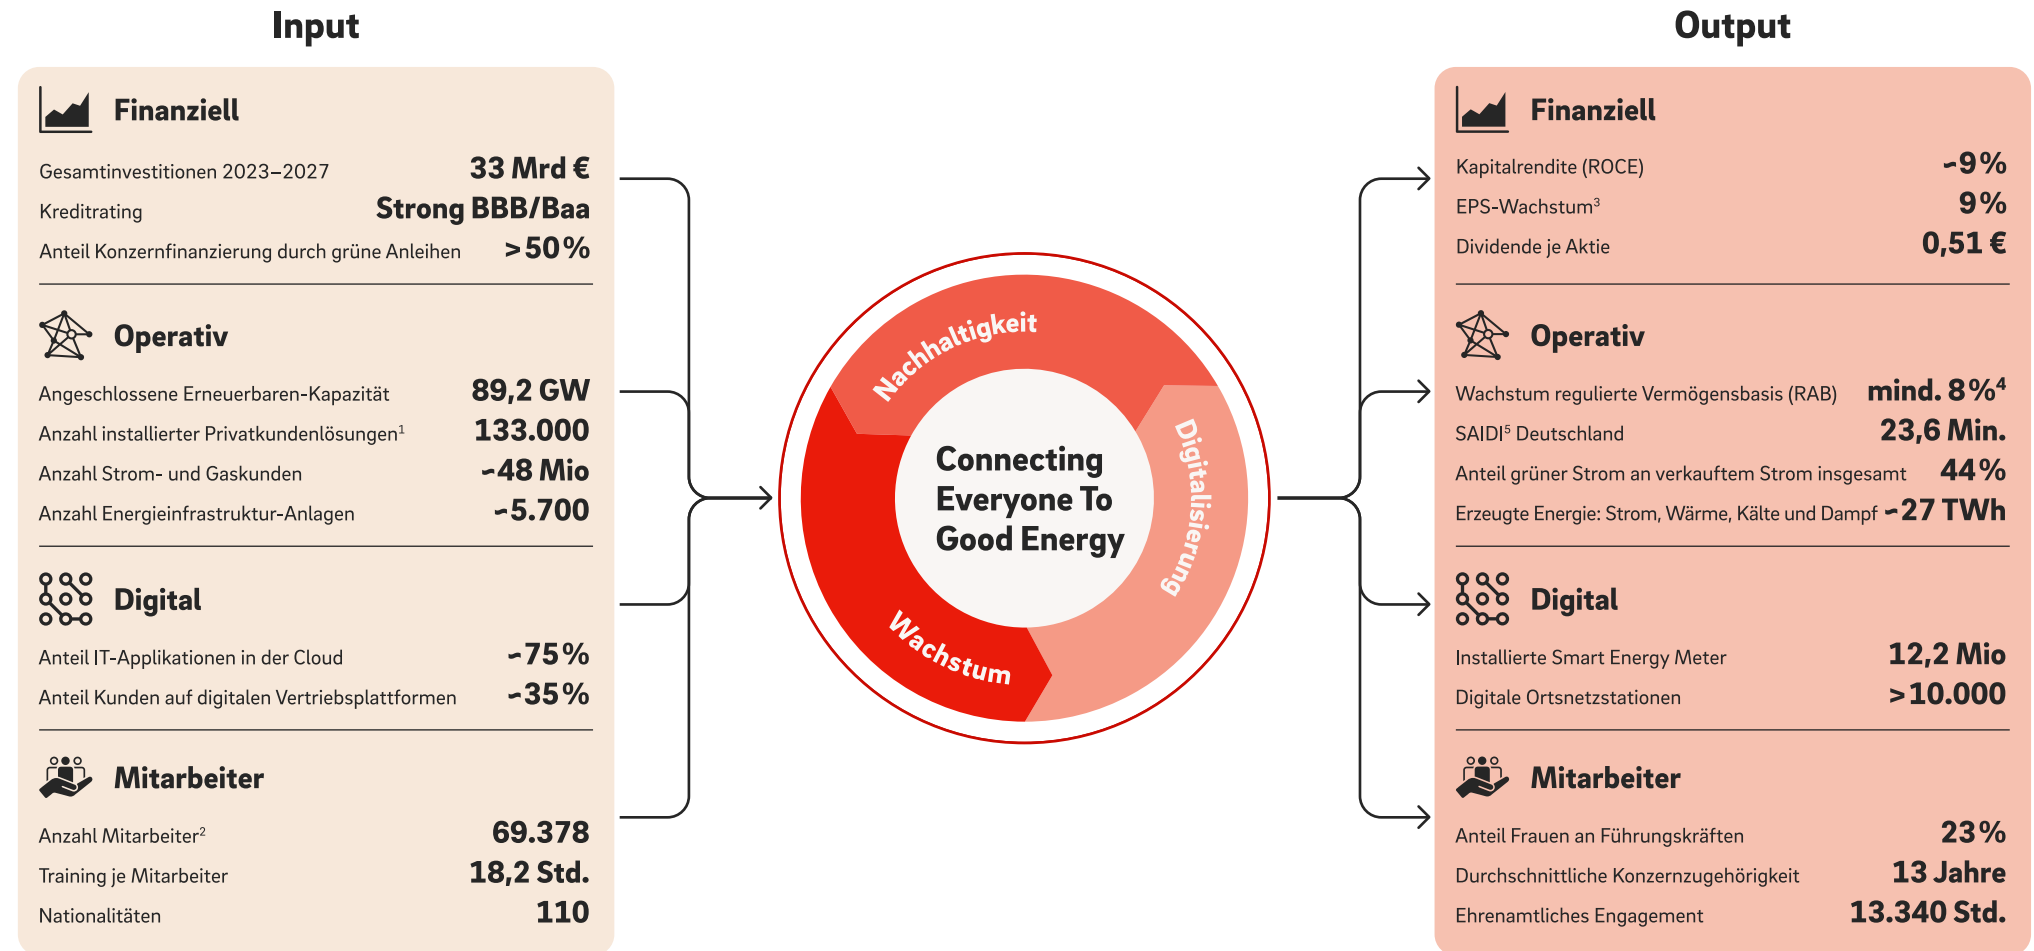 Input
Finanziell
Gesamtinvestitionen 2023–2027 33 Mrd €
Kreditrating Strong BBB/Baa
Anteil Konzernfinanzierung durch grüne Anleihen >50%
Operativ
Angeschlossene Erneuerbaren-Kapazität 89,2 GW
Anzahl installierter Privatkundenlösungen¹ 133.000
Anzahl Strom- und Gaskunden ~48 Mio
Anzahl Energieinfrastruktur-Anlagen ~5.700
Digital
Anteil IT-Applikationen in der Cloud ~75%
Anteil Kunden auf digitalen Vertriebsplattformen ~35%
Mitarbeiter
Anzahl Mitarbeiter² 69.378
Training je Mitarbeiter 18,2 Std.
Nationalitäten 110
Nachhaltigkeit
Digitalisierung
Wachstum
Connecting
Everyone To
Good Energy
Output
Finanziell
Kapitalrendite (ROCE) ~9%
EPS-Wachstum³ 9%
Dividende je Aktie 0,51 €
Operativ
Wachstum regulierte Vermögensbasis (RAB) mind. 8%⁴
SAIDI⁵ Deutschland 23,6 Min.
Anteil grüner Strom an verkauftem Strom insgesamt 44%
Erzeugte Energie: Strom, Wärme, Kälte und Dampf ~27 TWh
Digital
Installierte Smart Energy Meter 12,2 Mio
Digitale Ortsnetzstationen >10.000
Mitarbeiter
Anteil Frauen an Führungskräften 23%
Durchschnittliche Konzernzugehörigkeit 13 Jahre
Ehrenamtliches Engagement 13.340 Std.